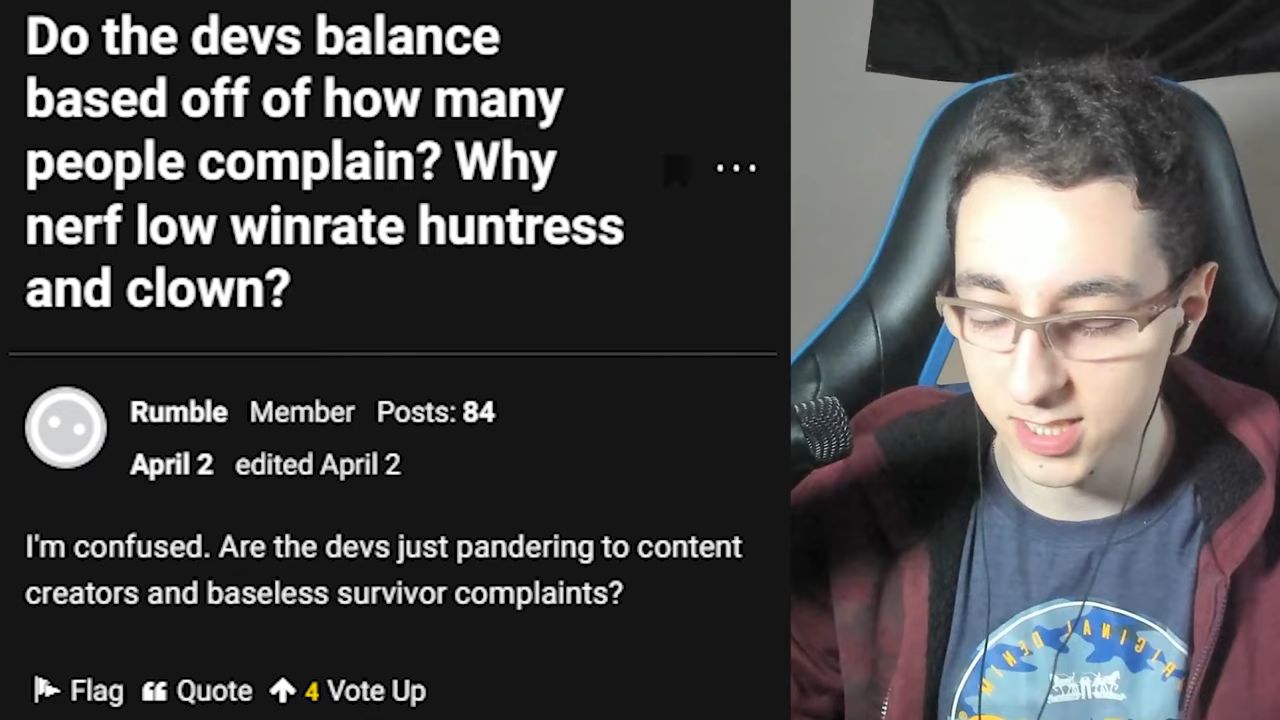 Do the devs balance
based off of how many
people complain? Why
nerf low winrate huntress
and clown?
Rumble Member Posts: 84
April 2 edited April 2
I'm confused. Are the devs just pandering to content
creators and baseless survivor complaints?
Flag Quote 4 Vote Up
ORIGINAL DENIM